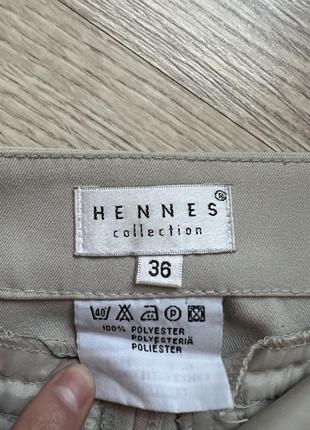 HENNES ®
collection
36
40 P
100% POLYESTER
POLYESTERIÄ
POLIESTER